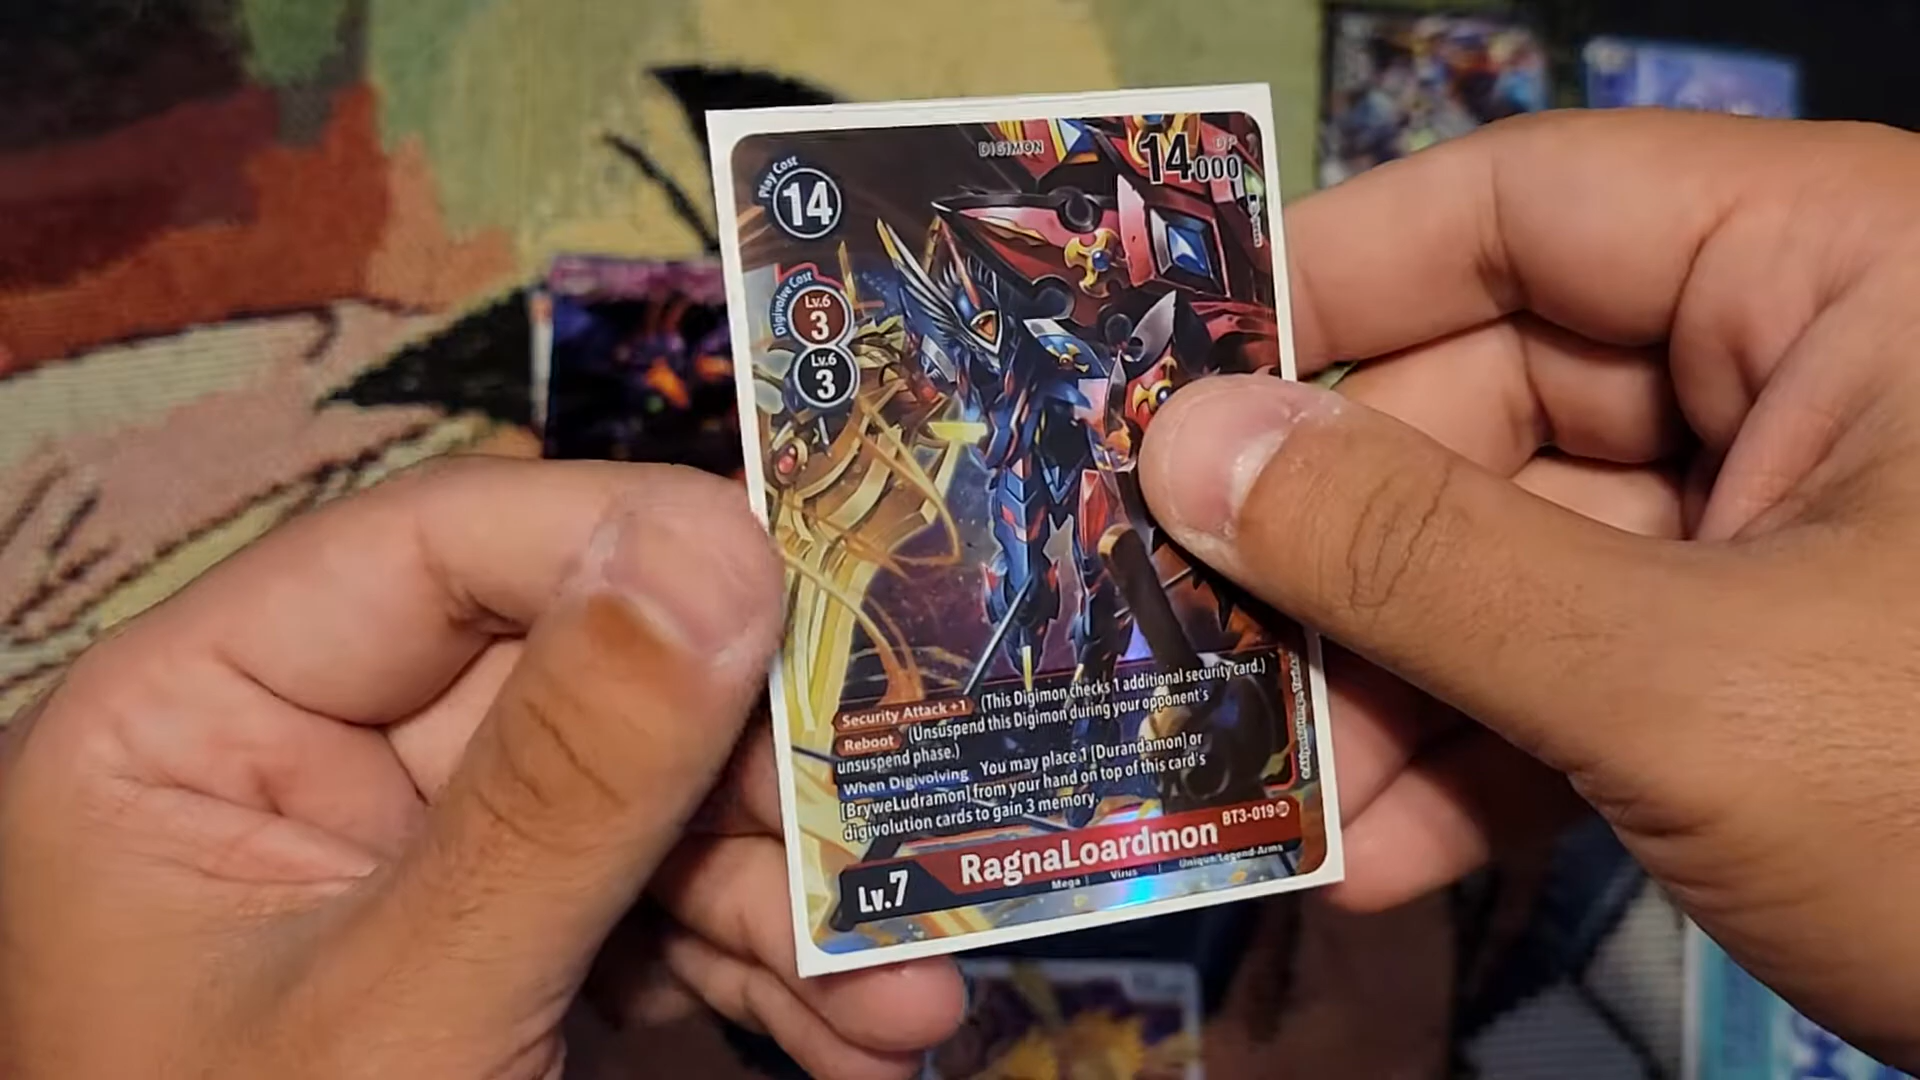 DIGIMON
DP
14000
Play Cost
14
Digivolve Cost
Lv.6
3
Lv.6
3
Security Attack +1 (This Digimon checks 1 additional security card.)
Reboot (Unsuspend this Digimon during your opponent's
unsuspend phase.)
When Digivolving You may place 1 [Durandamon] or
[BryweLudramon] from your hand on top of this card's
digivolution cards to gain 3 memory.
BT3-019 SR
RagnaLoardmon
Lv.7
Mega | Virus | Unique/Legend-Arms